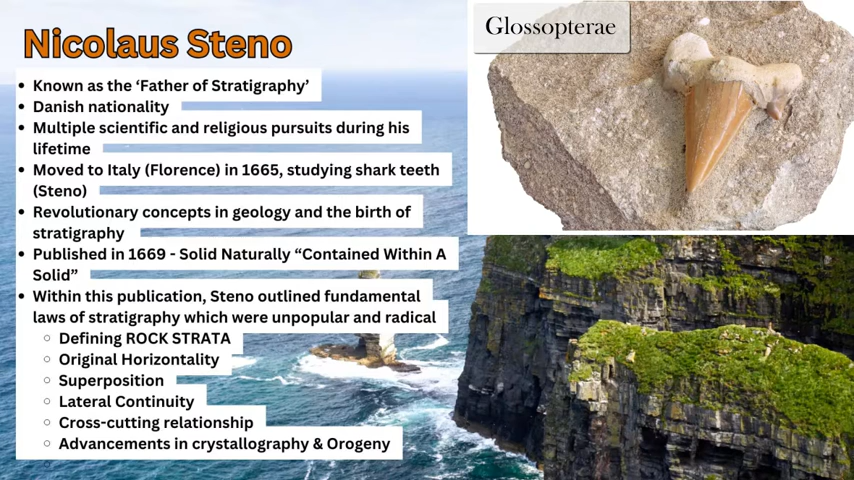 Nicolaus Steno
Glossopterae
• Known as the ‘Father of Stratigraphy’
• Danish nationality
• Multiple scientific and religious pursuits during his
lifetime
• Moved to Italy (Florence) in 1665, studying shark teeth
(Steno)
• Revolutionary concepts in geology and the birth of
stratigraphy
• Published in 1669 - Solid Naturally “Contained Within A
Solid”
• Within this publication, Steno outlined fundamental
laws of stratigraphy which were unpopular and radical
◦ Defining ROCK STRATA
◦ Original Horizontality
◦ Superposition
◦ Lateral Continuity
◦ Cross-cutting relationship
◦ Advancements in crystallography & Orogeny